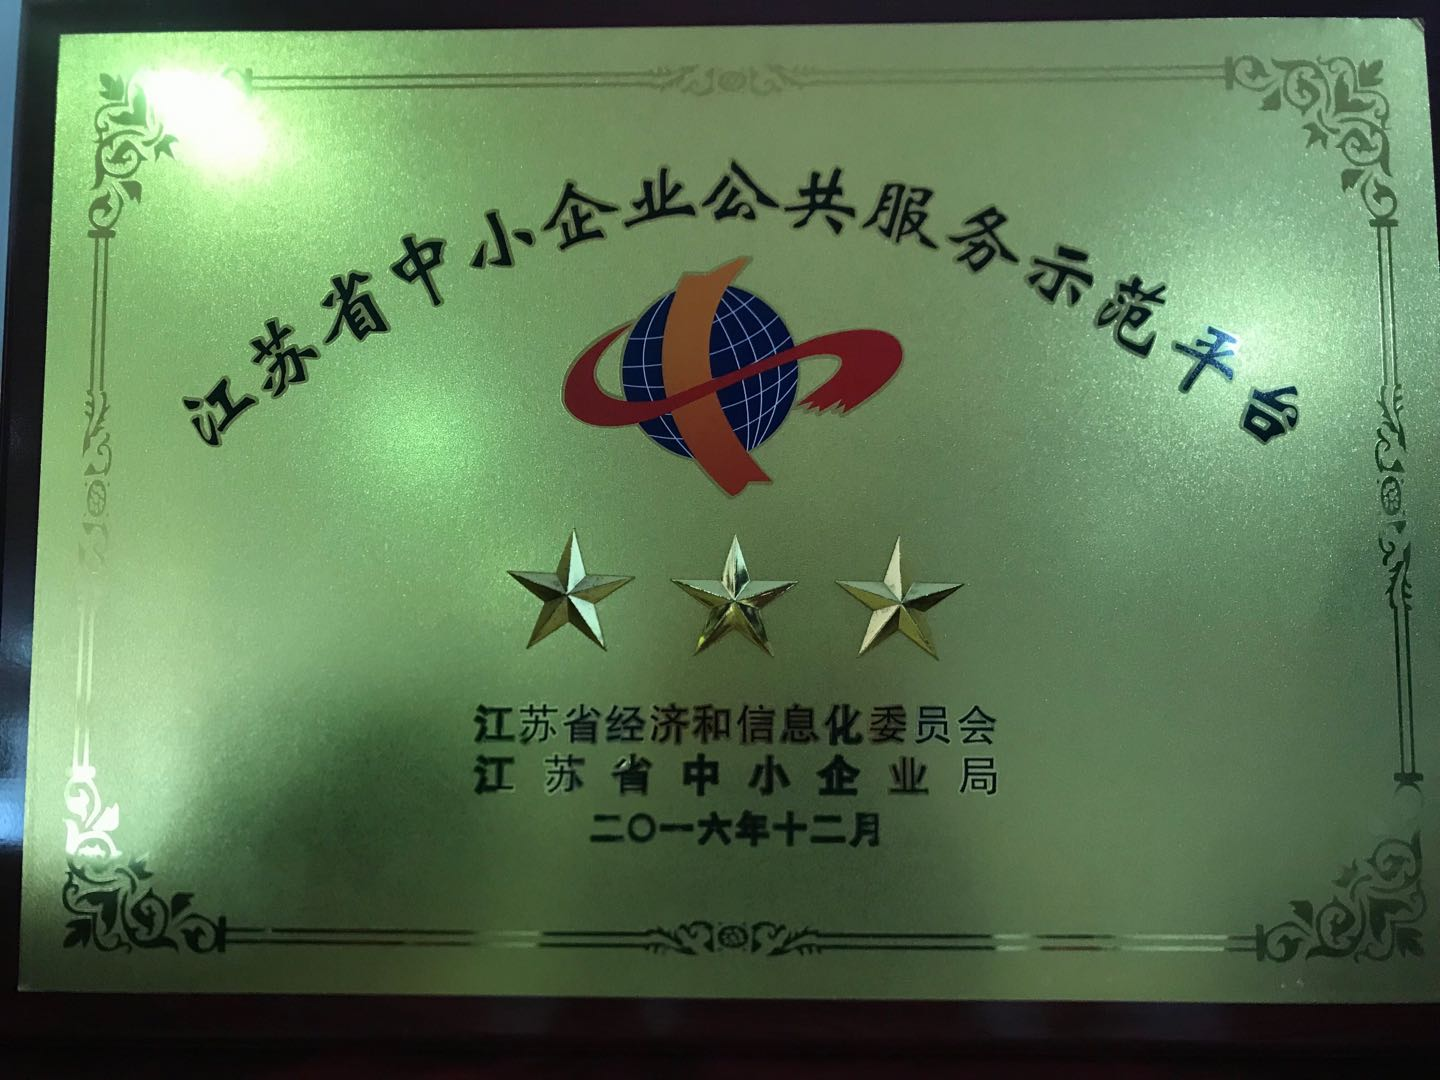 江苏省中小企业公共服务示范平台
江苏省经济和信息化委员会
江苏省中小企业局
二〇一六年十二月